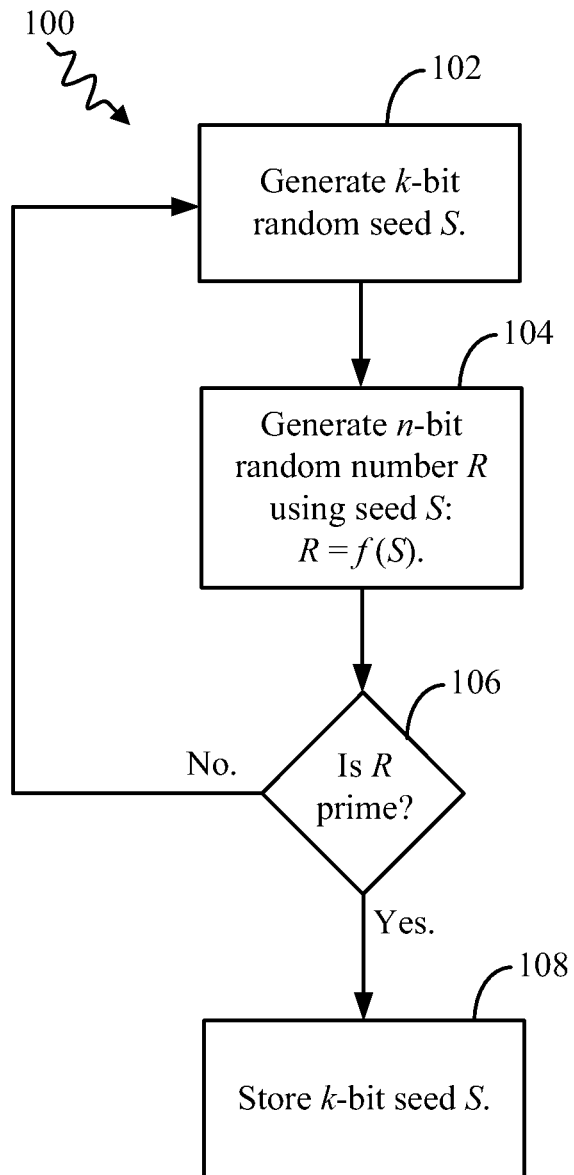 100
102
Generate k-bit
random seed S.
104
Generate n-bit
random number R
using seed S:
R = f (S).
106
Is R
prime?
No.
Yes.
108
Store k-bit seed S.